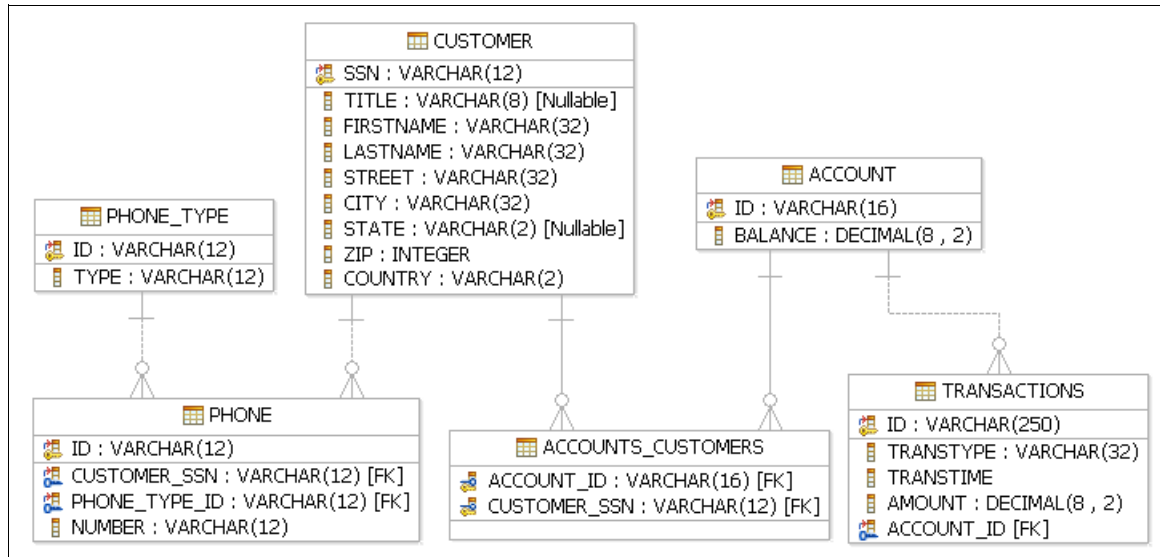 CUSTOMER
SSN : VARCHAR(12)
TITLE : VARCHAR(8) [Nullable]
FIRSTNAME : VARCHAR(32)
LASTNAME : VARCHAR(32)
STREET : VARCHAR(32)
CITY : VARCHAR(32)
STATE : VARCHAR(2) [Nullable]
ZIP : INTEGER
COUNTRY : VARCHAR(2)
ACCOUNT
ID : VARCHAR(16)
BALANCE : DECIMAL(8 , 2)
PHONE_TYPE
ID : VARCHAR(12)
TYPE : VARCHAR(12)
PHONE
ID : VARCHAR(12)
CUSTOMER_SSN : VARCHAR(12) [FK]
PHONE_TYPE_ID : VARCHAR(12) [FK]
NUMBER : VARCHAR(12)
ACCOUNTS_CUSTOMERS
ACCOUNT_ID : VARCHAR(16) [FK]
CUSTOMER_SSN : VARCHAR(12) [FK]
TRANSACTIONS
ID : VARCHAR(250)
TRANSTYPE : VARCHAR(32)
TRANSTIME
AMOUNT : DECIMAL(8 , 2)
ACCOUNT_ID [FK]